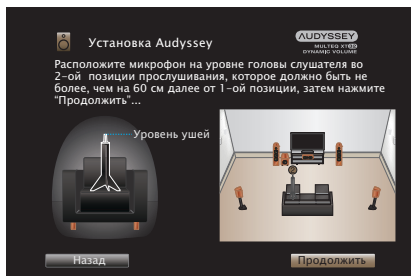 Установка Audyssey
AUDYSSEY
MULTEQ XT32
DYNAMIC VOLUME
Расположите микрофон на уровне головы слушателя во
2-ой позиции прослушивания, которое должно быть не
более, чем на 60 см далее от 1-ой позиции, затем нажмите
"Продолжить"...
Уровень ушей
Назад
Продолжить